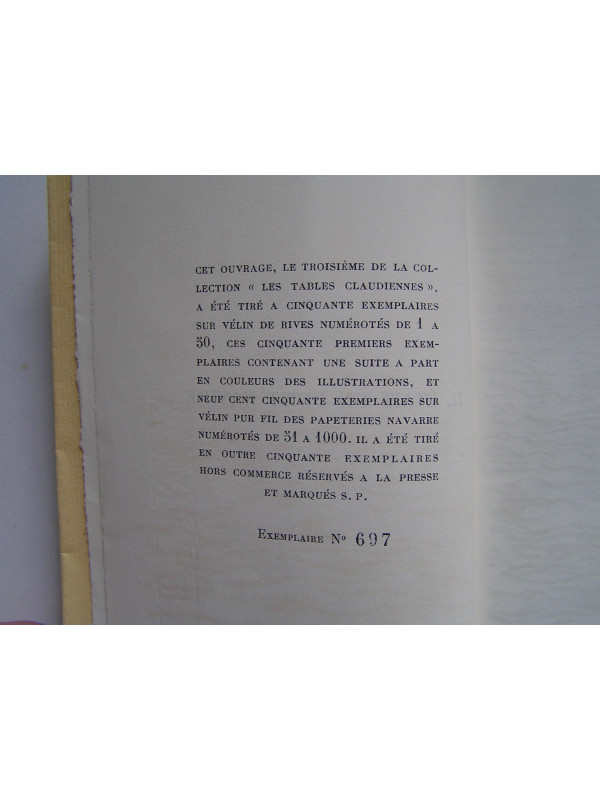 CET OUVRAGE, LE TROISIÈME DE LA COL-
LECTION « LES TABLES CLAUDIENNES »,
A ÉTÉ TIRÉ A CINQUANTE EXEMPLAIRES
SUR VÉLIN DE RIVES NUMÉROTÉS DE 1 A
50, CES CINQUANTE PREMIERS EXEM-
PLAIRES CONTENANT UNE SUITE A PART
EN COULEURS DES ILLUSTRATIONS, ET
NEUF CENT CINQUANTE EXEMPLAIRES SUR
VÉLIN PUR FIL DES PAPETERIES NAVARRE
NUMÉROTÉS DE 51 A 1000. IL A ÉTÉ TIRÉ
EN OUTRE CINQUANTE EXEMPLAIRES
HORS COMMERCE RÉSERVÉS A LA PRESSE
ET MARQUÉS S. P.
EXEMPLAIRE Nº 697